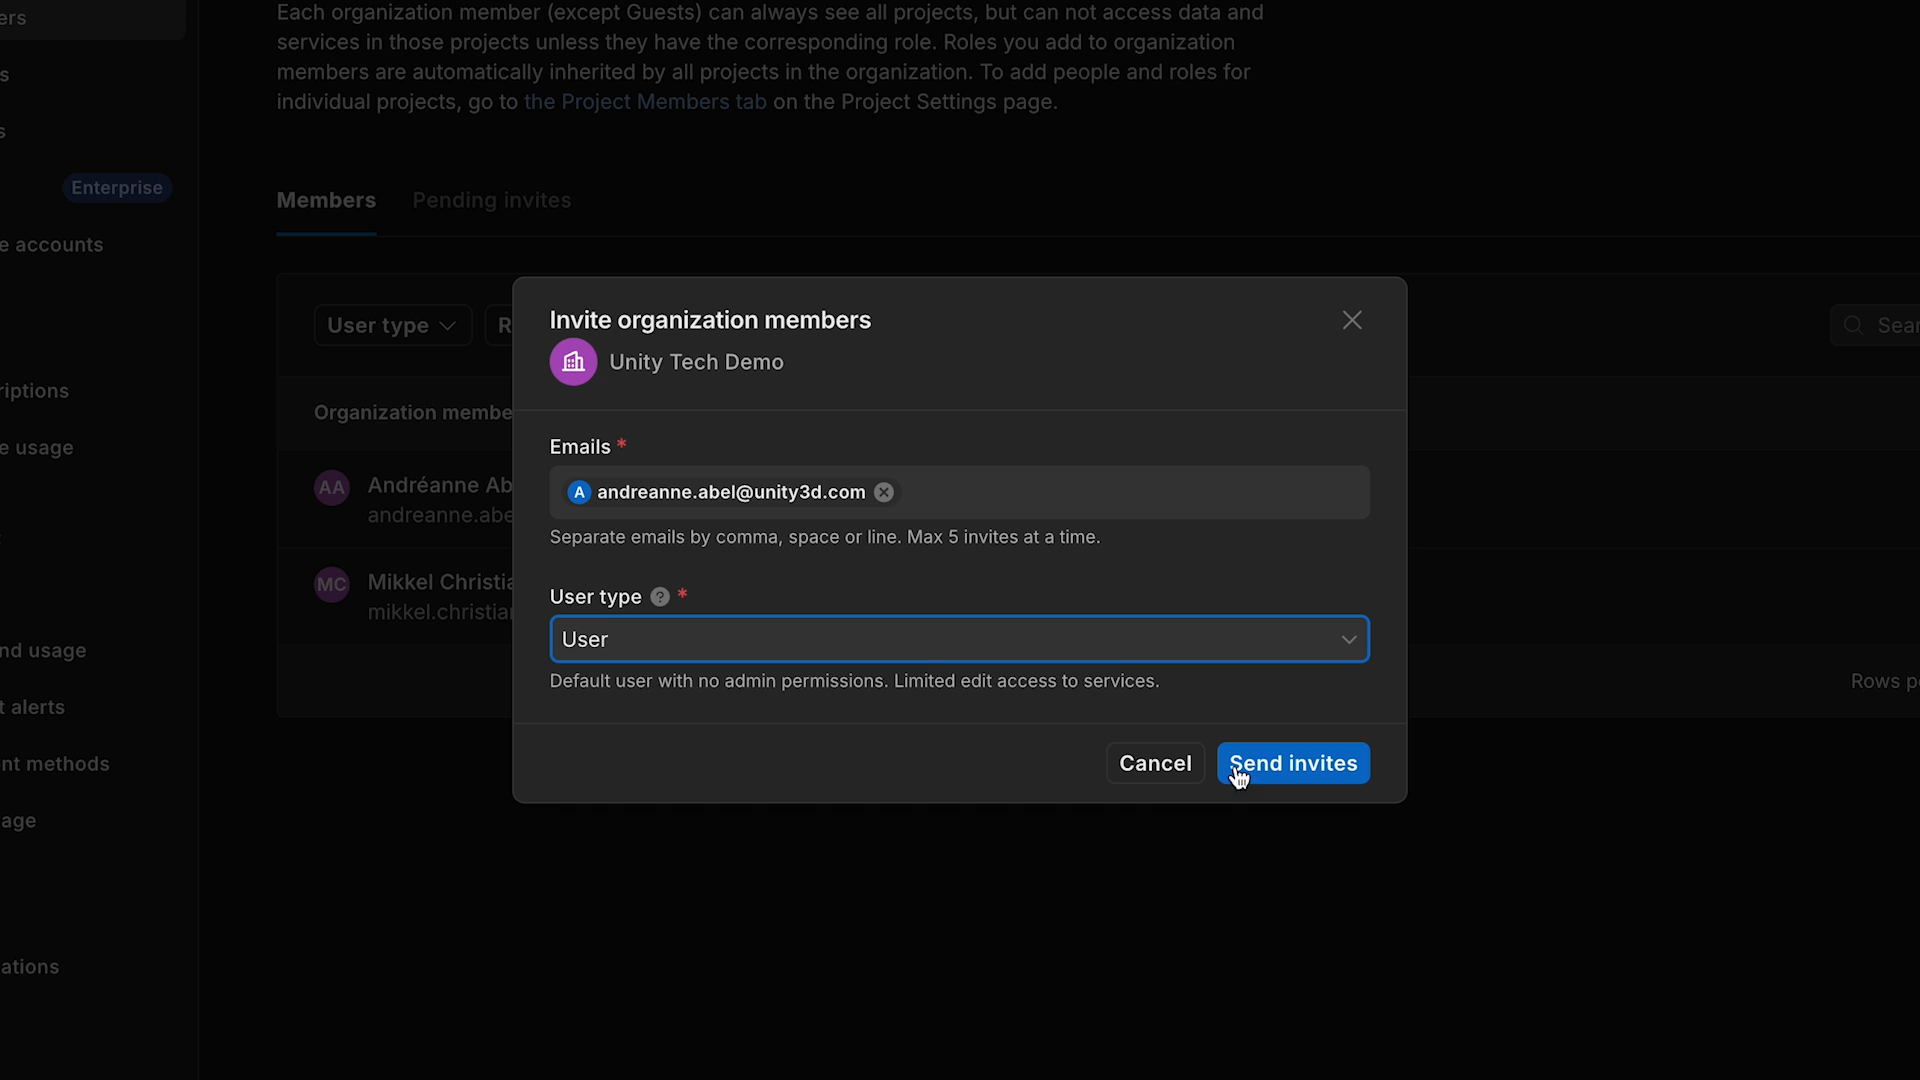 ers
Each organization member (except Guests) can always see all projects, but can not access data and
services in those projects unless they have the corresponding role. Roles you add to organization
members are automatically inherited by all projects in the organization. To add people and roles for
individual projects, go to the Project Members tab on the Project Settings page.
s
s
Enterprise
e accounts
riptions
e usage
nd usage
t alerts
nt methods
age
ations
Members Pending invites
User type R
Sear
Organization membe
AA Andréanne Ab
andreanne.abe
MC Mikkel Christia
mikkel.christian
Rows p
Invite organization members
Unity Tech Demo
Emails *
A andreanne.abel@unity3d.com
Separate emails by comma, space or line. Max 5 invites at a time.
User type ? *
User
Default user with no admin permissions. Limited edit access to services.
Cancel Send invites